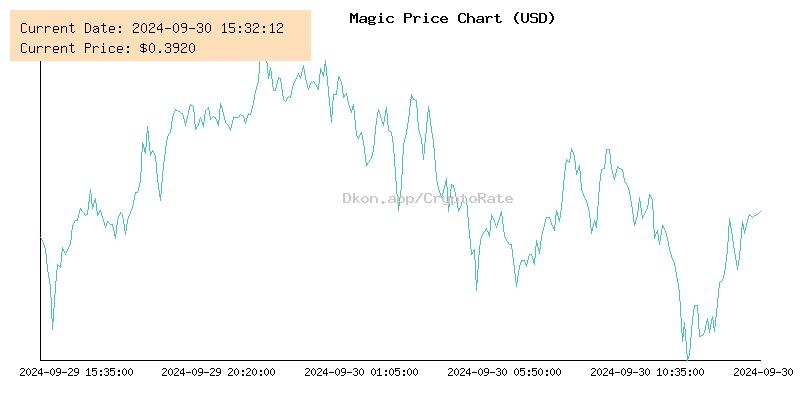 Magic Price Chart (USD)
Current Date: 2024-09-30 15:32:12
Current Price: $0.3920
Dkon.app/CryptoRate
2024-09-29 15:35:00
2024-09-29 20:20:00
2024-09-30 01:05:00
2024-09-30 05:50:00
2024-09-30 10:35:00
2024-09-30